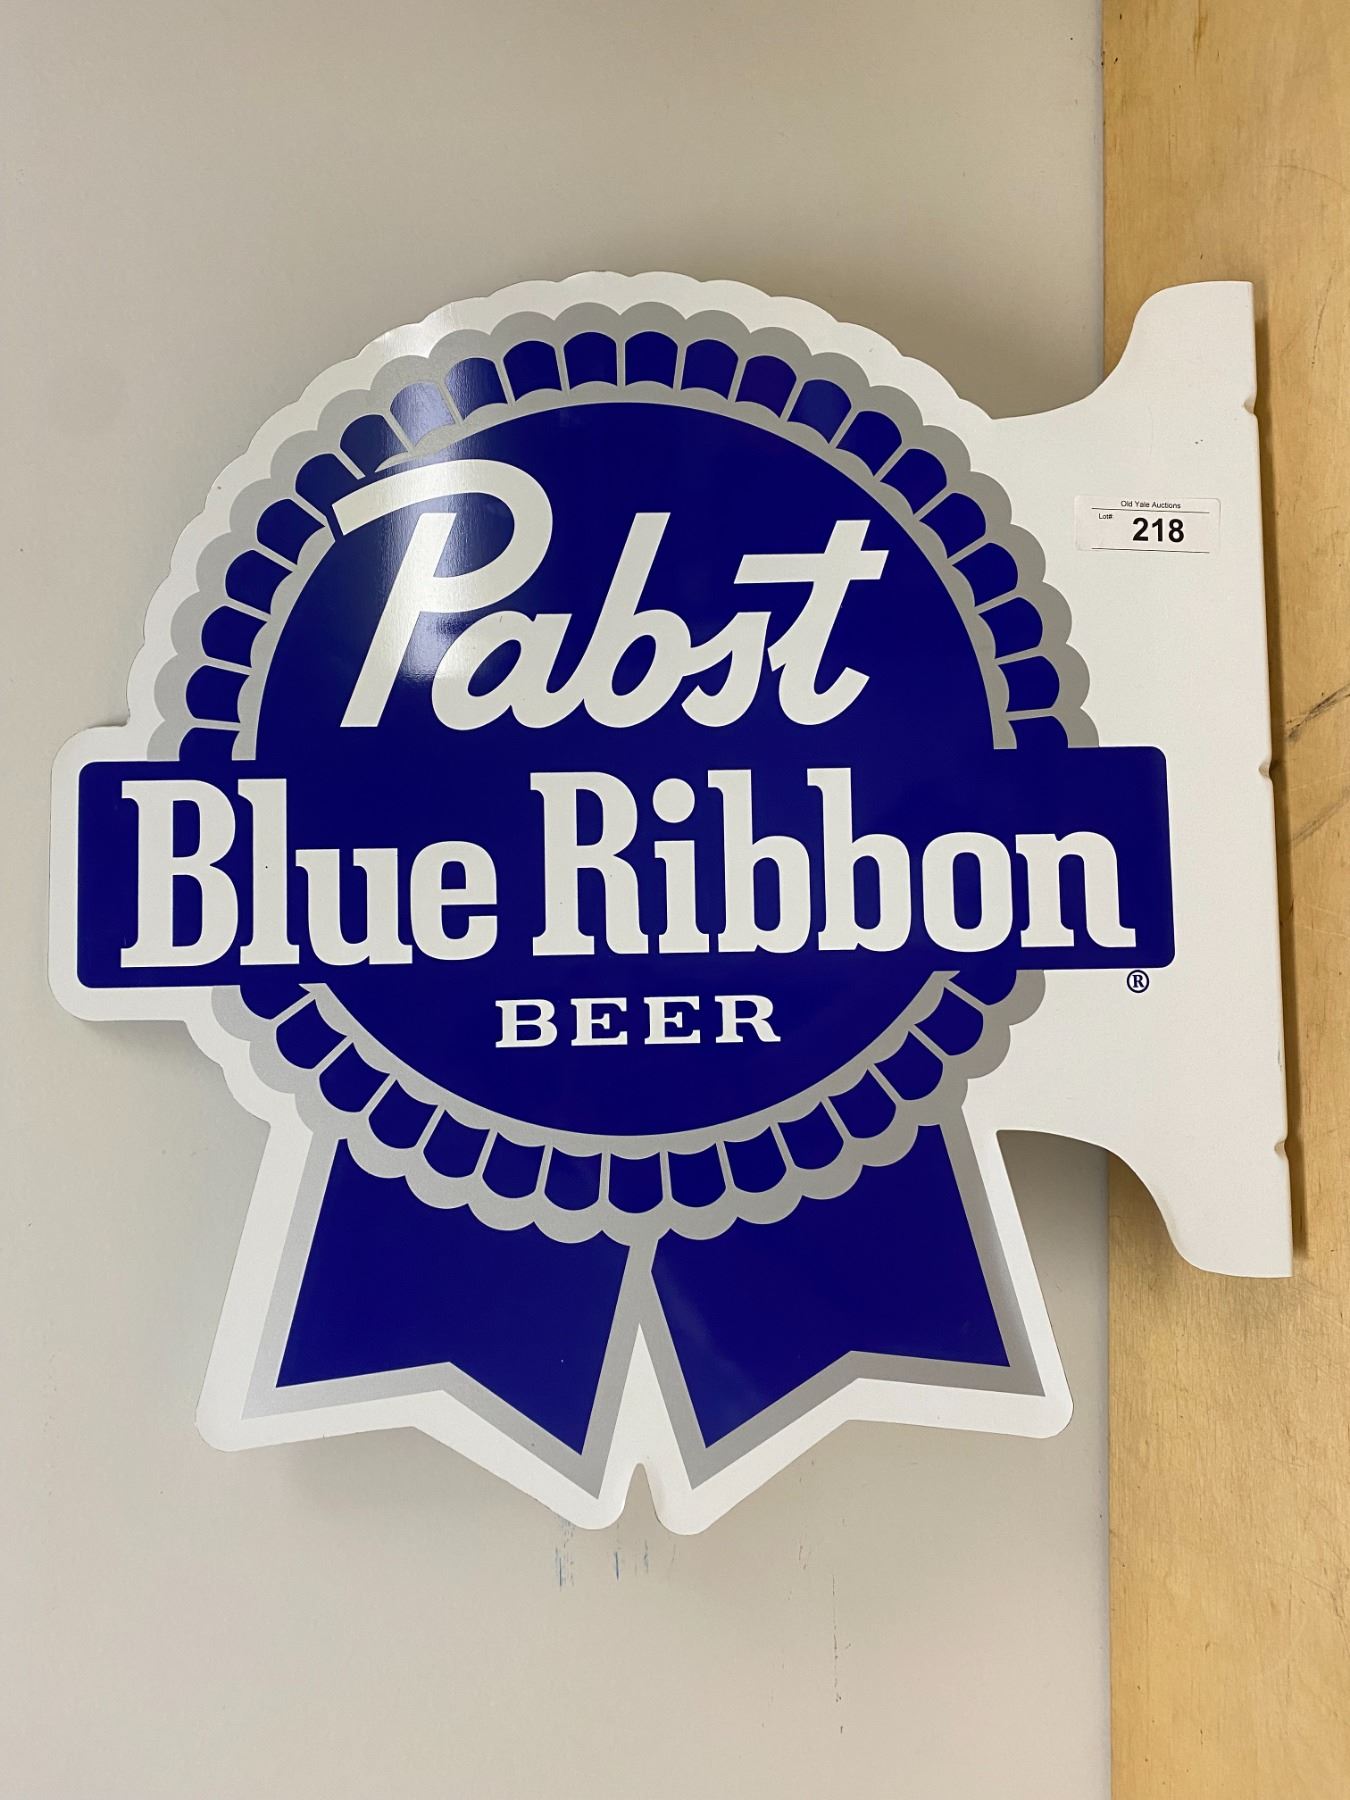 Old Yale Auctions
Lot# 218
Pabst
Blue Ribbon
®
BEER